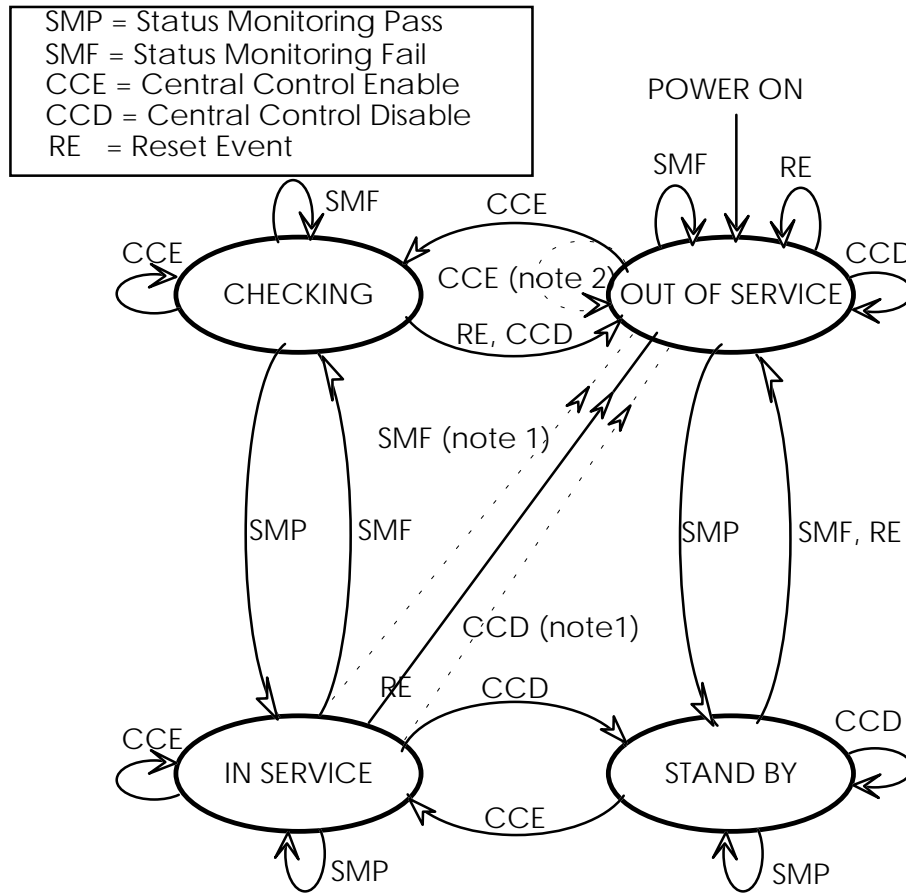 SMP = Status Monitoring Pass
SMF = Status Monitoring Fail
CCE = Central Control Enable
CCD = Central Control Disable
RE = Reset Event
POWER ON
SMF
RE
SMF
CCE
CCE
CCD
CHECKING
CCE (note 2)
OUT OF SERVICE
RE, CCD
SMF (note 1)
SMP
SMF
SMP
SMF, RE
CCD (note1)
RE
CCD
CCE
CCD
IN SERVICE
STAND BY
CCE
SMP
SMP